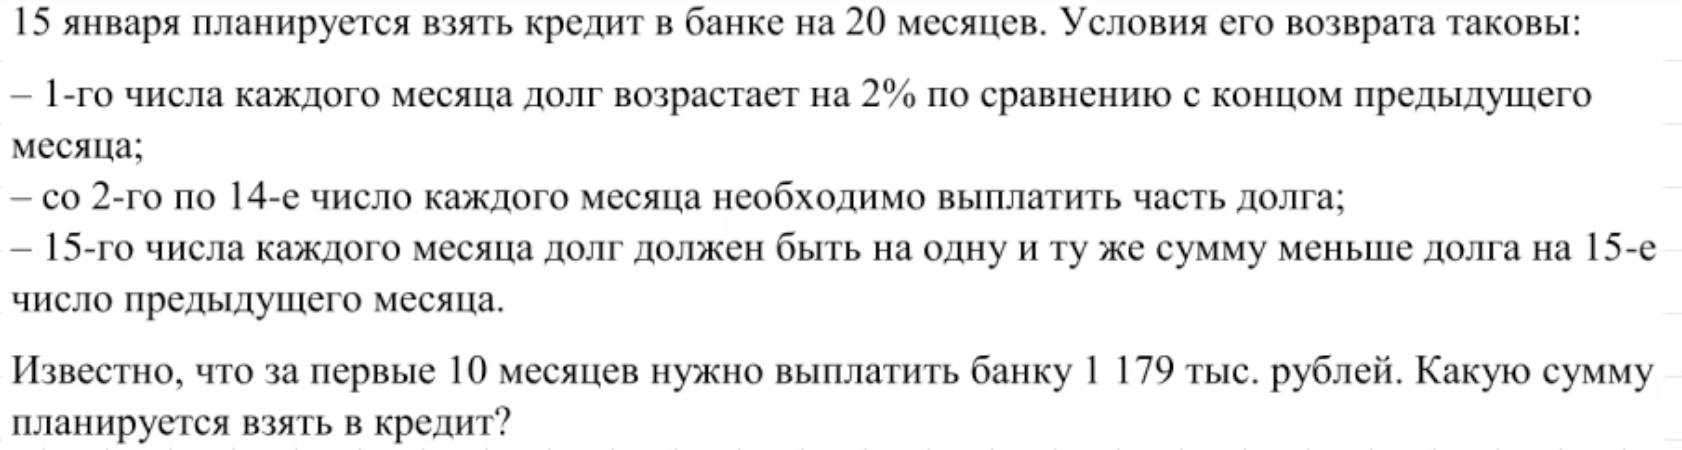 15 января планируется взять кредит в банке на 20 месяцев. Условия его возврата таковы:
– 1-го числа каждого месяца долг возрастает на 2% по сравнению с концом предыдущего
месяца;
– со 2-го по 14-е число каждого месяца необходимо выплатить часть долга;
– 15-го числа каждого месяца долг должен быть на одну и ту же сумму меньше долга на 15-е
число предыдущего месяца.
Известно, что за первые 10 месяцев нужно выплатить банку 1 179 тыс. рублей. Какую сумму
планируется взять в кредит?